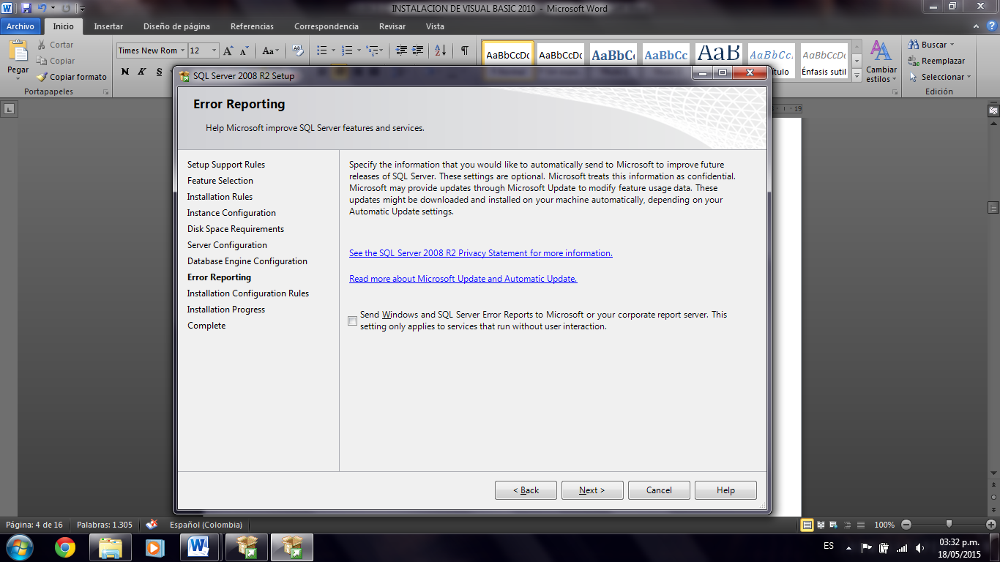 INSTALACION DE VISUAL BASIC 2010 - Microsoft Word
Archivo Inicio Insertar Diseño de página Referencias Correspondencia Revisar Vista
Cortar
Copiar
Copiar formato
Pegar
Portapapeles
Times New Rom 12
N K S
AaBbCcDc AaBbCcDc AaBbC AaBbCc AaB AaBbCc. AaBbCcDc
Énfasis sutil
Cambiar
estilos
Buscar
Reemplazar
Seleccionar
Edición
19
SQL Server 2008 R2 Setup
Error Reporting
Help Microsoft improve SQL Server features and services.
Setup Support Rules
Feature Selection
Installation Rules
Instance Configuration
Disk Space Requirements
Server Configuration
Database Engine Configuration
Error Reporting
Installation Configuration Rules
Installation Progress
Complete
Specify the information that you would like to automatically send to Microsoft to improve future
releases of SQL Server. These settings are optional. Microsoft treats this information as confidential.
Microsoft may provide updates through Microsoft Update to modify feature usage data. These
updates might be downloaded and installed on your machine automatically, depending on your
Automatic Update settings.
See the SQL Server 2008 R2 Privacy Statement for more information.
Read more about Microsoft Update and Automatic Update.
Send Windows and SQL Server Error Reports to Microsoft or your corporate report server. This
setting only applies to services that run without user interaction.
< Back Next > Cancel Help
Página: 4 de 16 Palabras: 1.305 Español (Colombia) 100%
ES
03:32 p.m.
18/05/2015